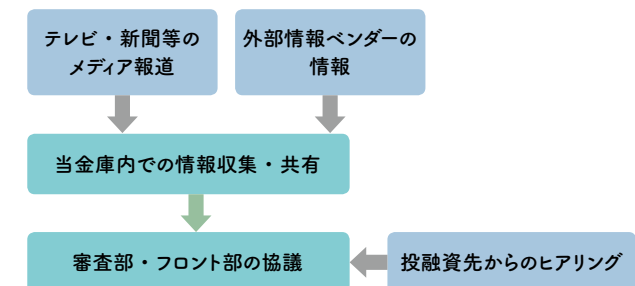 テレビ・新聞等の
メディア報道
外部情報ベンダーの
情報
当金庫内での情報収集・共有
審査部・フロント部の協議
投融資先からのヒアリング